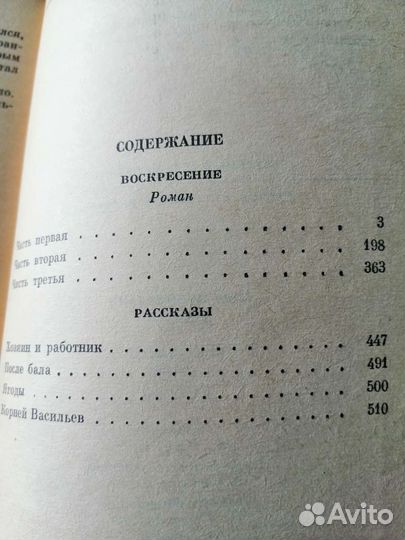 СОДЕРЖАНИЕ
ВОСКРЕСЕНИЕ
Роман
Часть первая . . . . . . . . . . . . . . . . 3
Часть вторая . . . . . . . . . . . . . . . . 198
Часть третья . . . . . . . . . . . . . . . . 363
РАССКАЗЫ
Хозяин и работник . . . . . . . . . . . . . 447
После бала . . . . . . . . . . . . . . . . 491
Ягоды . . . . . . . . . . . . . . . . . . 500
Корней Васильев . . . . . . . . . . . . . . 510
Avito